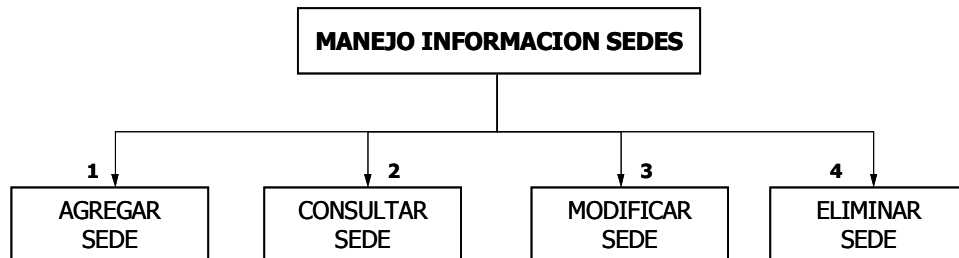 MANEJO INFORMACION SEDES
1
2
3
4
AGREGAR
SEDE
CONSULTAR
SEDE
MODIFICAR
SEDE
ELIMINAR
SEDE